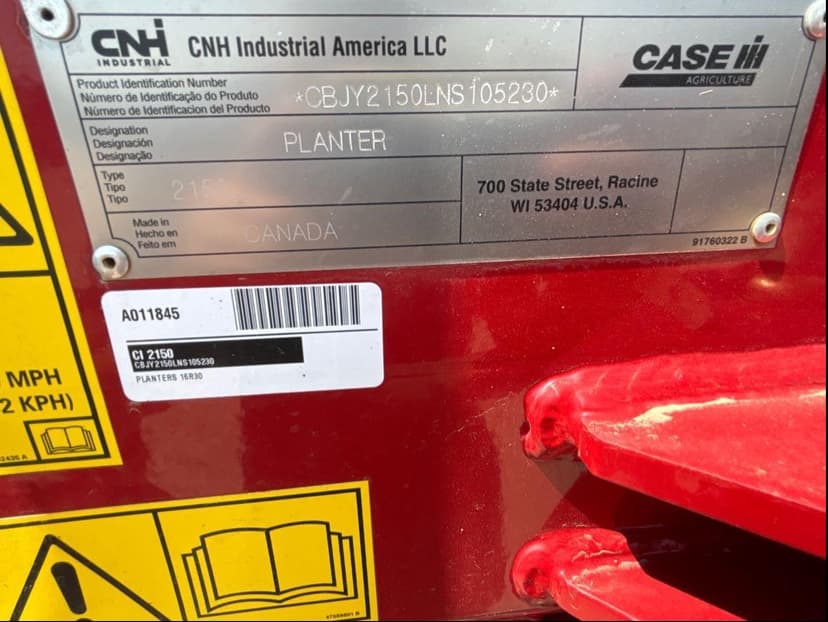 CNH
INDUSTRIAL
CNH Industrial America LLC
CASE IH
AGRICULTURE
Product Identification Number
Número de Identificação do Produto
Número de Identificacion del Producto
*CBJY2150LNS105230*
Designation
Designación
Designação
PLANTER
Type
Tipo
Tipo
700 State Street, Racine
WI 53404 U.S.A.
Made in
Hecho en
Feito em
CANADA
91760322 B
A011845
CI 2150
CBJY2150LNS105230
PLANTERS 16R30
MPH
2 KPH)